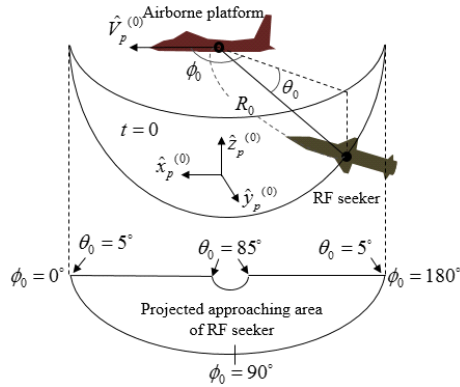 Airborne platform
V̂p(0)
ϕ0
θ0
R0
t = 0
ẑp(0)
x̂p(0)
ŷp(0)
RF seeker
θ0 = 5° θ0 = 85° θ0 = 5°
ϕ0 = 0° ϕ0 = 180°
Projected approaching area
of RF seeker
ϕ0 = 90°